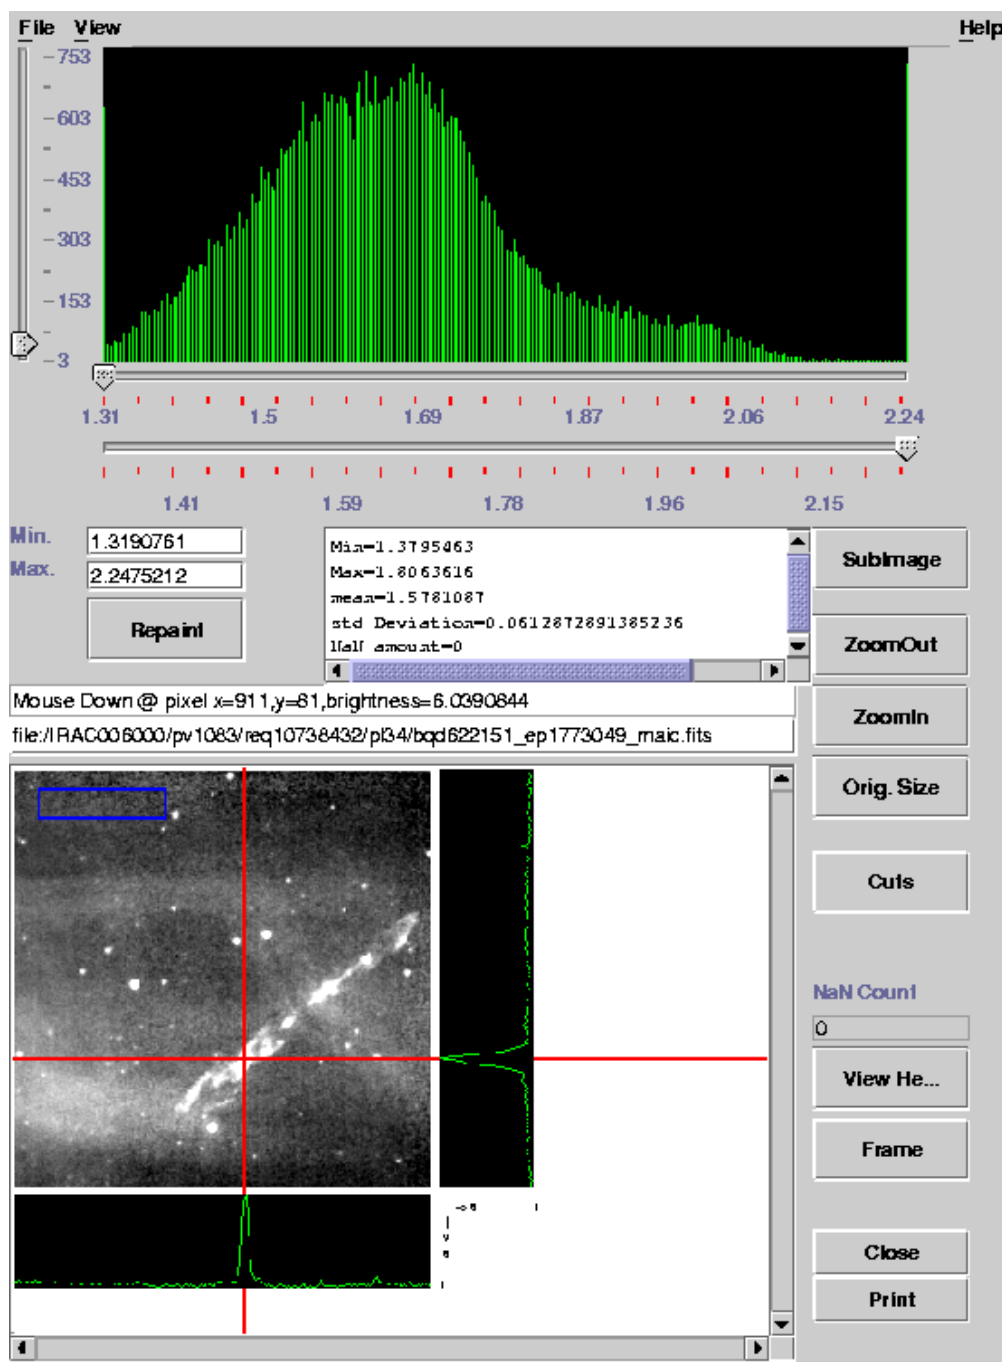 File View Help
753
603
453
303
153
3
1.31 1.5 1.69 1.87 2.06 2.24
1.41 1.59 1.78 1.96 2.15
Min. 1.3190761
Max. 2.2475212
Repaint
Min=1.3795463
Max=1.8063616
mean=1.5781087
std Deviation=0.0612872891385236
Half amount=0
SubImage
ZoomOut
ZoomIn
Orig. Size
Cuts
Mouse Down @ pixel x=911,y=81,brightness=6.0390844
file:/IRAC006000/pv1083/req10738432/pl34/bqd622151_ep1773049_maic.fits
NaN Count
0
View He...
Frame
Close
Print